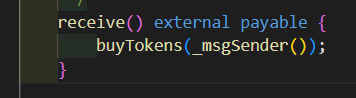 */
receive() external payable {
buyTokens(_msgSender());
}